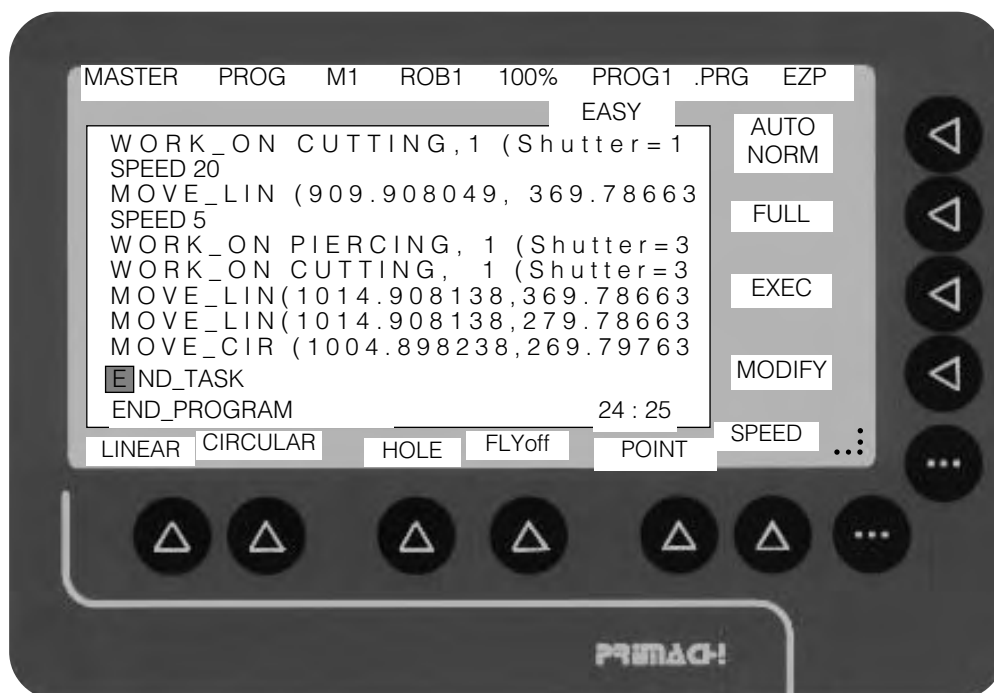 MASTER PROG M1 ROB1 100% PROG1 .PRG EZP
EASY
WORK_ON CUTTING,1 (Shutter=1
SPEED 20
MOVE_LIN (909.908049, 369.78663
SPEED 5
WORK_ON PIERCING, 1 (Shutter=3
WORK_ON CUTTING, 1 (Shutter=3
MOVE_LIN(1014.908138,369.78663
MOVE_LIN(1014.908138,279.78663
MOVE_CIR (1004.898238,269.79763
END_TASK
END_PROGRAM 24 : 25
AUTO
NORM
FULL
EXEC
MODIFY
LINEAR CIRCULAR HOLE FLYoff POINT SPEED
PRIMACH!